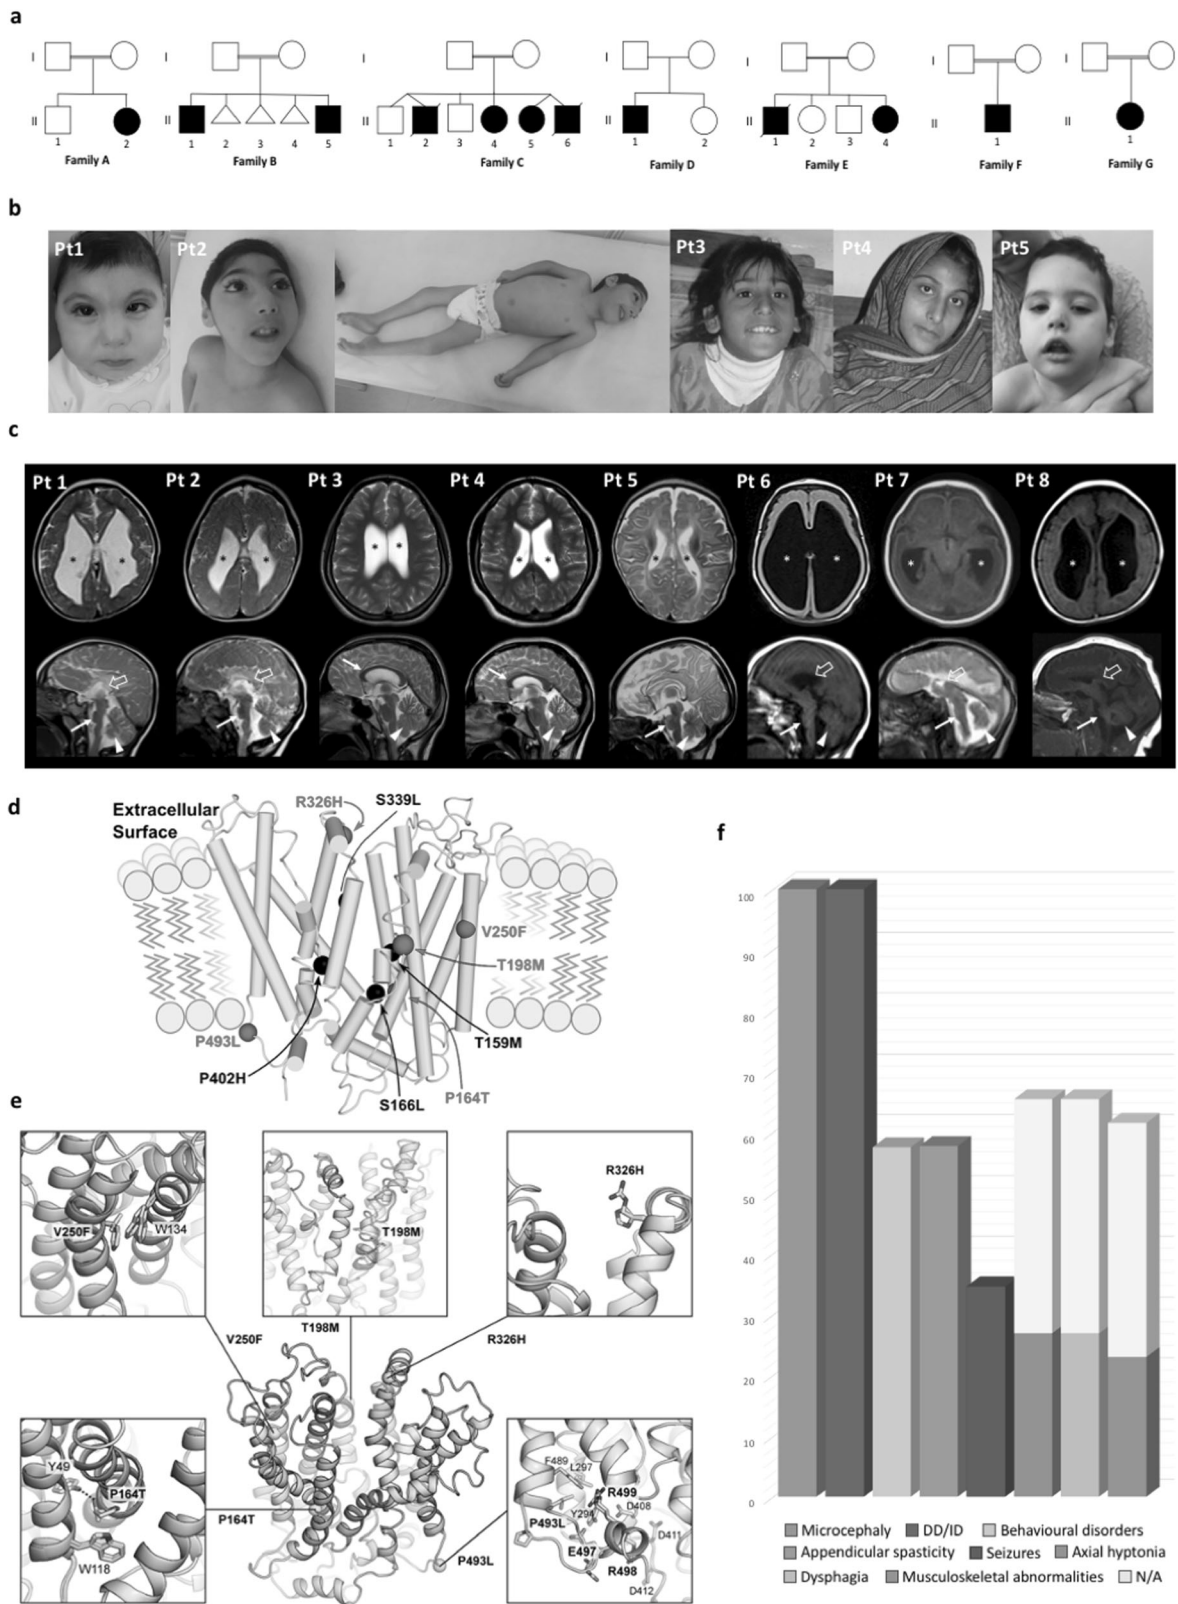 a
I I I I I I I
II II II II II II II
1 2 1 2 3 4 5 1 2 3 4 5 6 1 2 1 2 3 4 1 1
Family A Family B Family C Family D Family E Family F Family G
b
Pt1 Pt2 Pt3 Pt4 Pt5
c
Pt 1 Pt 2 Pt 3 Pt 4 Pt 5 Pt 6 Pt 7 Pt 8
d
Extracellular
Surface
R326H
S339L
V250F
T198M
P493L
T159M
P402H
P164T
S166L
e
V250F W134
T198M
R326H
V250F
T198M
R326H
Y49
P164T
W118
P164T
P493L
F489 L297
R499
Y294 D408
P493L
D411
E497
R498
D412
f
100
90
80
70
60
50
40
30
20
10
0
Microcephaly DD/ID Behavioural disorders
Appendicular spasticity Seizures Axial hyptonia
Dysphagia Musculoskeletal abnormalities N/A